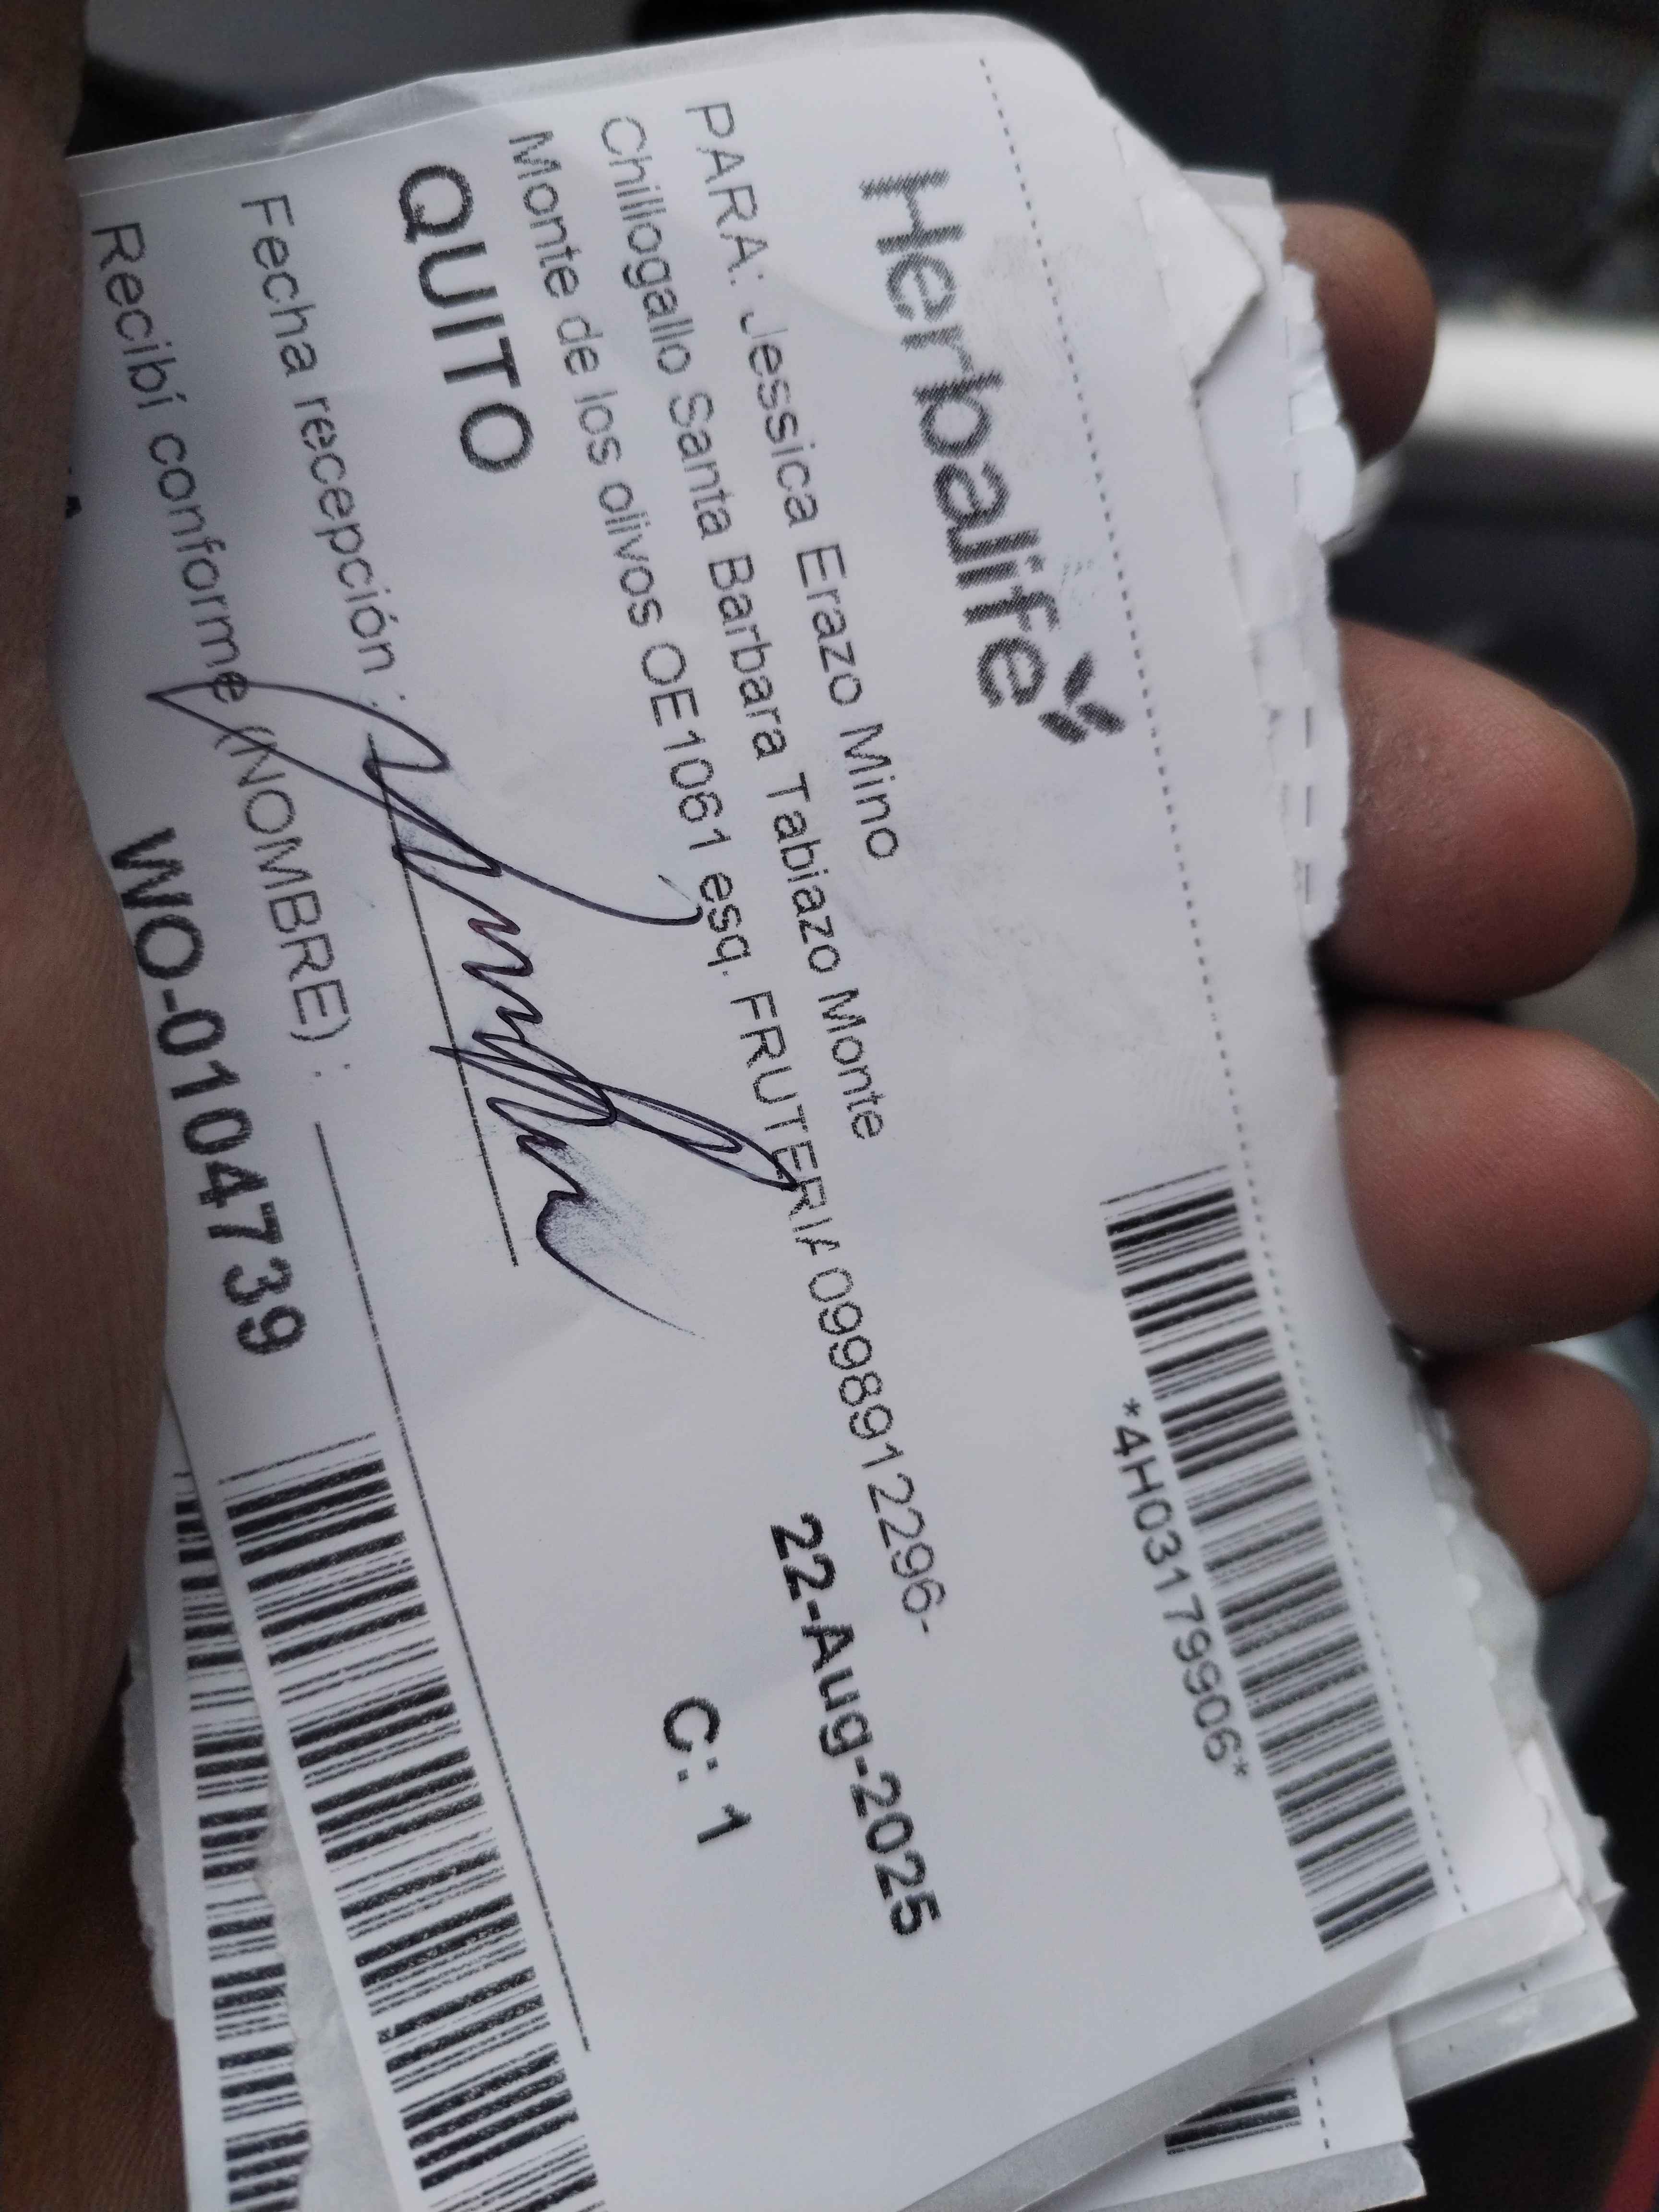 Herbalife
*4H03179906*
PARA: Jessica Erazo Mino
Chillogallo Santa Barbara Tabiazo Monte
Monte de los olivos OE1061 esq. FRUTERIA 0998912296-
22-Aug-2025
QUITO
C: 1
Fecha recepción :
Recibí conforme (NOMBRE) :
WO-0104739